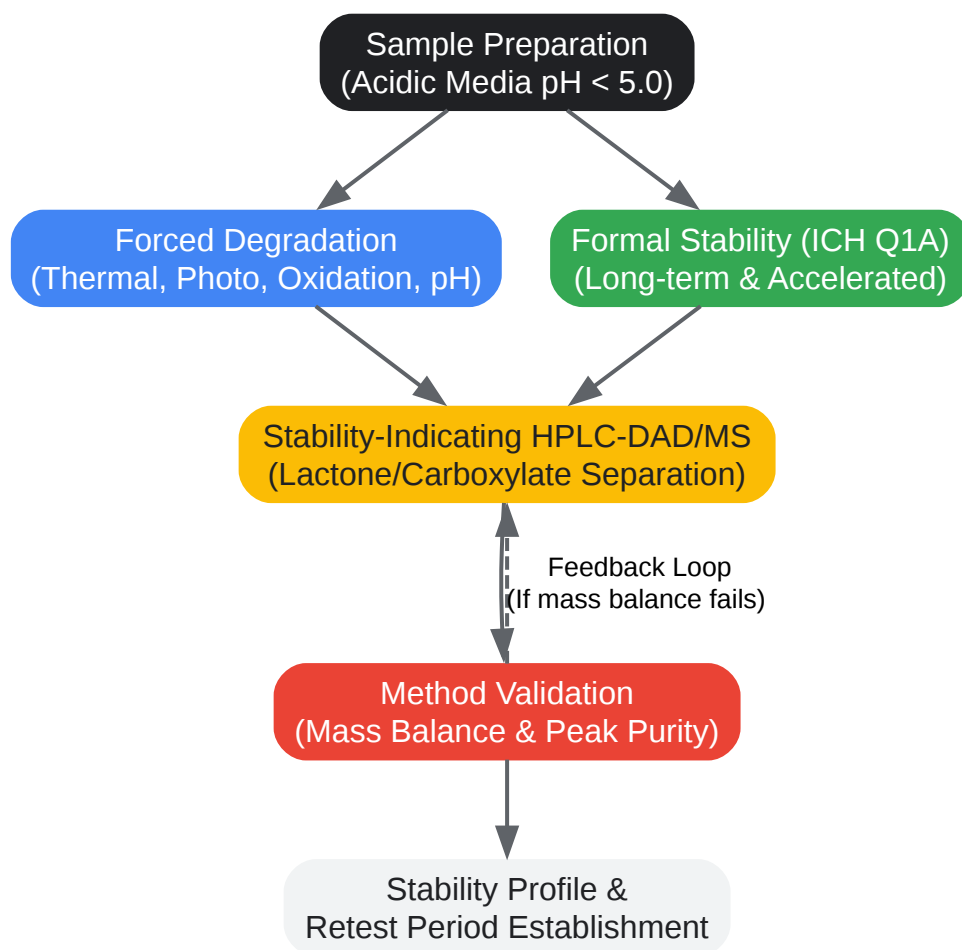 Sample Preparation
(Acidic Media pH < 5.0)
Forced Degradation
(Thermal, Photo, Oxidation, pH)
Formal Stability (ICH Q1A)
(Long-term & Accelerated)
Stability-Indicating HPLC-DAD/MS
(Lactone/Carboxylate Separation)
Feedback Loop
(If mass balance fails)
Method Validation
(Mass Balance & Peak Purity)
Stability Profile &
Retest Period Establishment